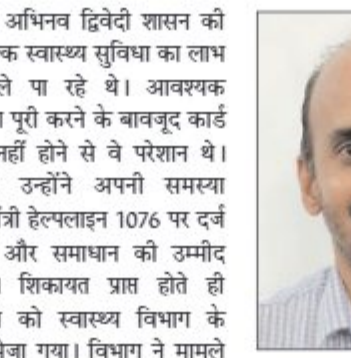 अभिनव द्विवेदी शासन की
क स्वास्थ्य सुविधा का लाभ
ले पा रहे थे। आवश्यक
पूरी करने के बावजूद कार्ड
नहीं होने से वे परेशान थे।
उन्होंने अपनी समस्या
मंत्री हेल्पलाइन 1076 पर दर्ज
और समाधान की उम्मीद
शिकायत प्राप्त होते ही
को स्वास्थ्य विभाग के
भेजा गया। विभाग ने मामले